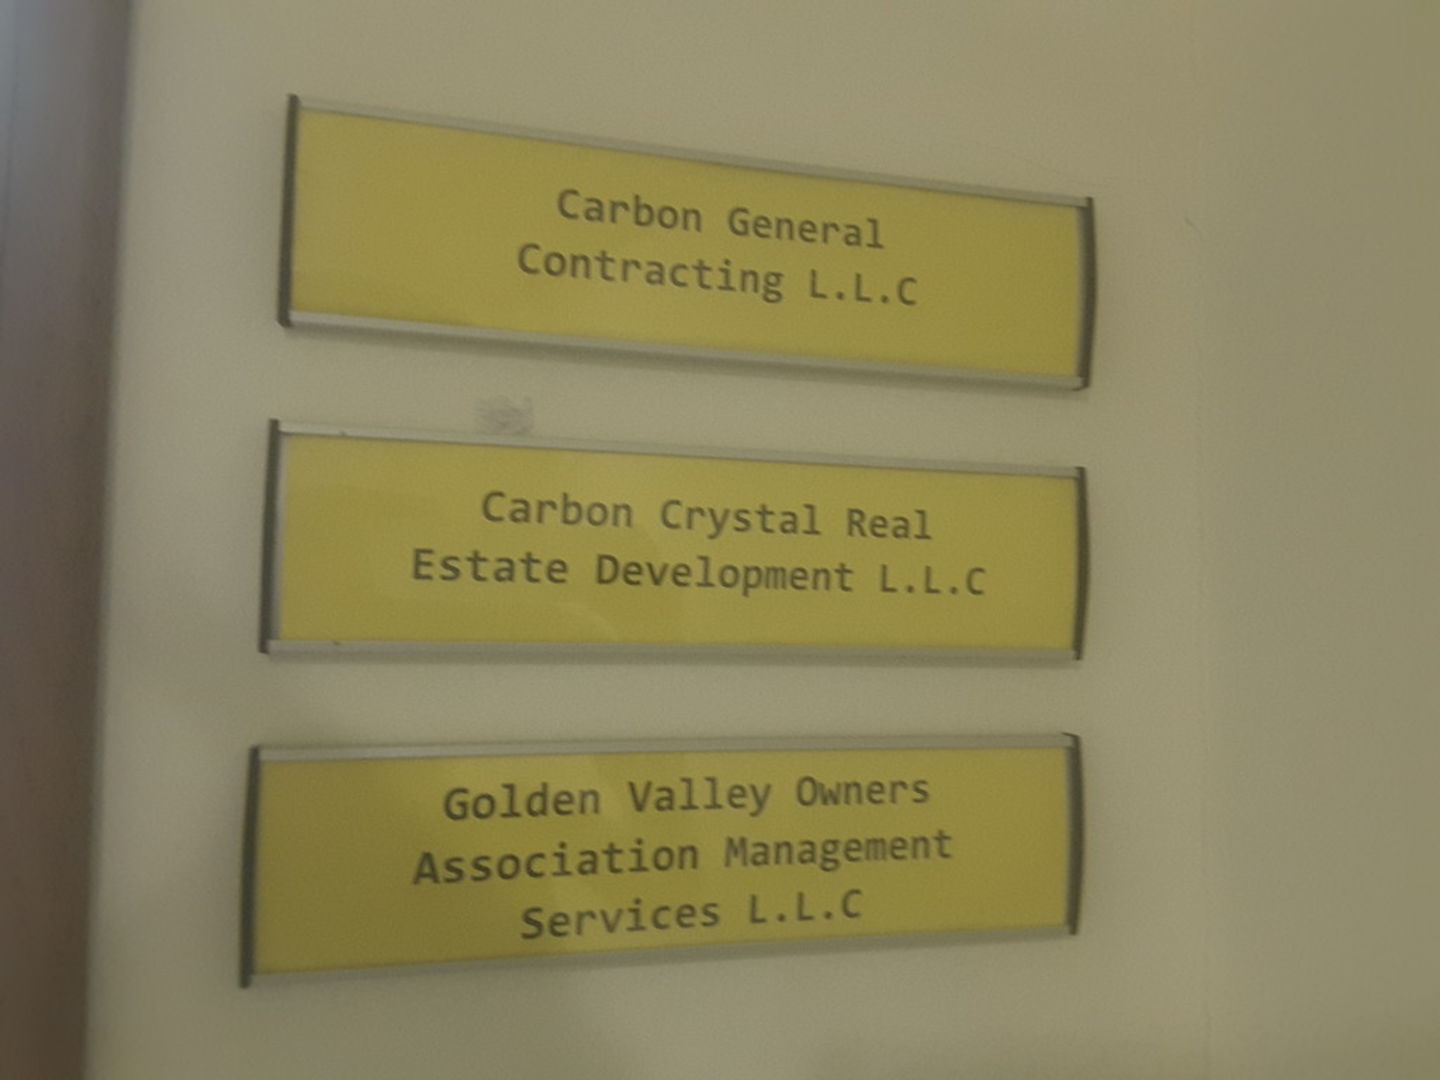 Carbon General
Contracting L.L.C
Carbon Crystal Real
Estate Development L.L.C
Golden Valley Owners
Association Management
Services L.L.C